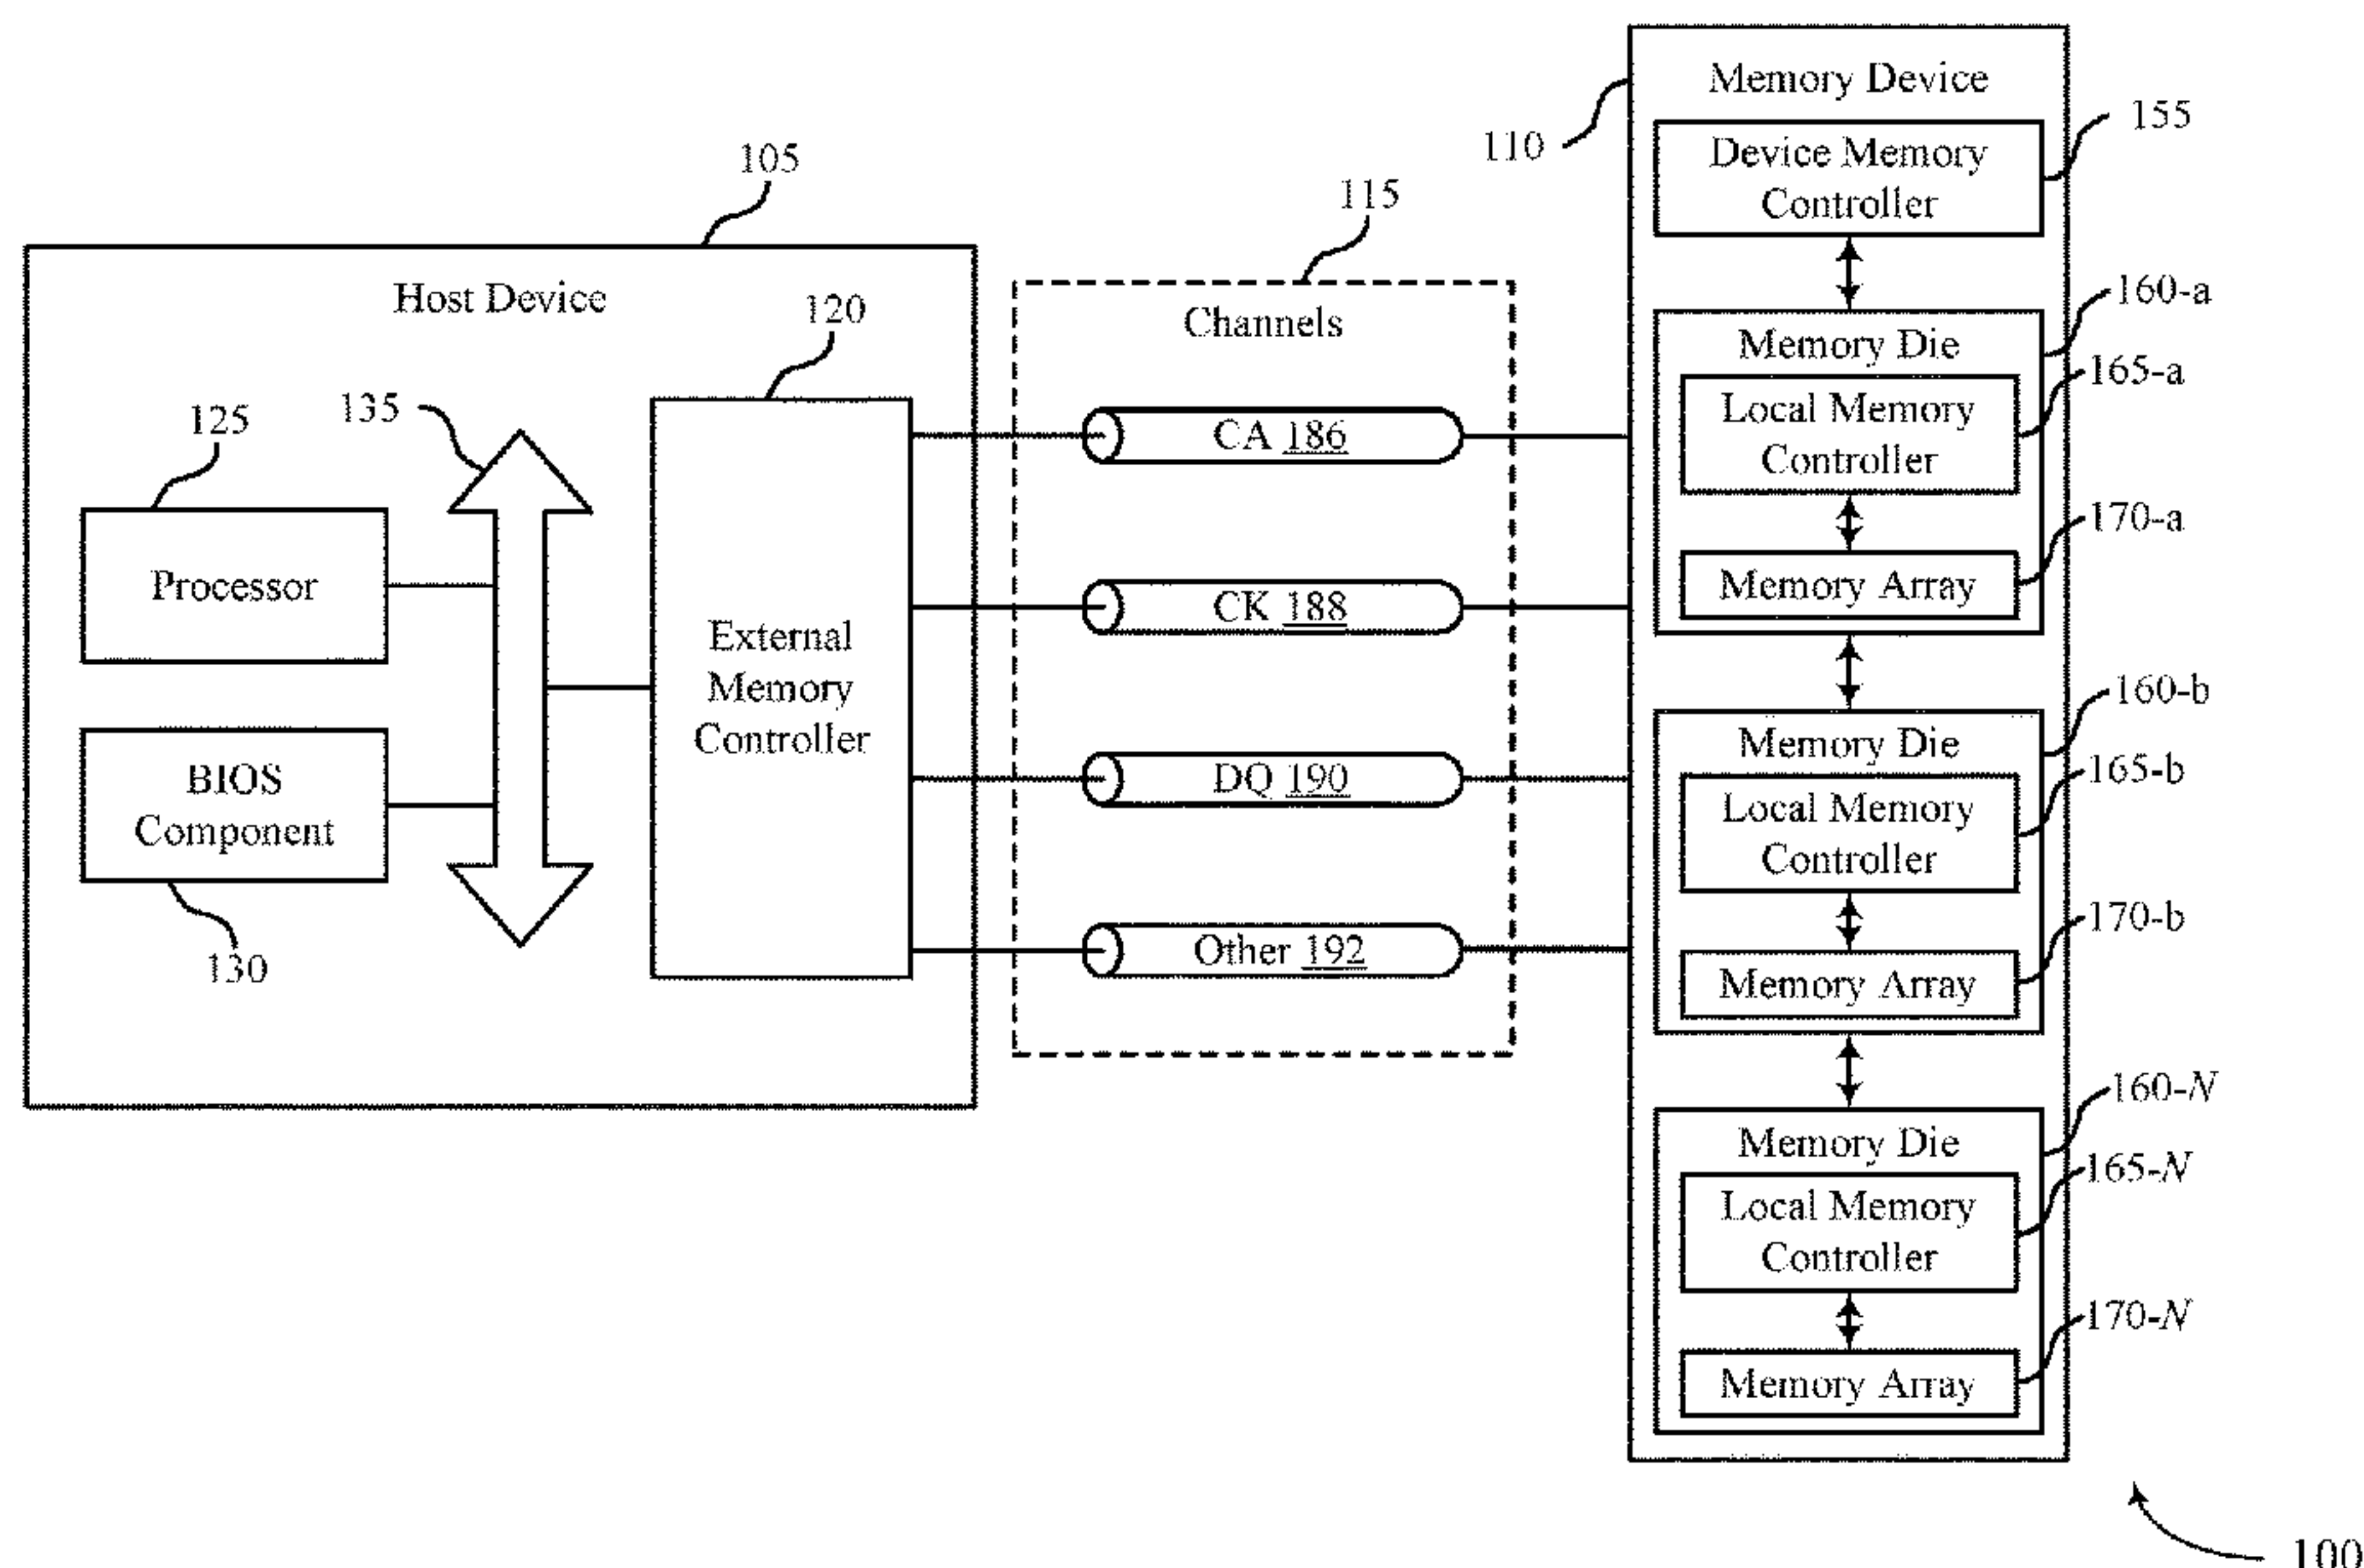 105
Host Device
120
135
125
Processor
External
Memory
Controller
BIOS
Component
130
115
Channels
CA 186
CK 188
DQ 190
Other 192
110
Memory Device
155
Device Memory
Controller
160-a
Memory Die
165-a
Local Memory
Controller
170-a
Memory Array
160-b
Memory Die
165-b
Local Memory
Controller
170-b
Memory Array
160-N
Memory Die
165-N
Local Memory
Controller
170-N
Memory Array
100